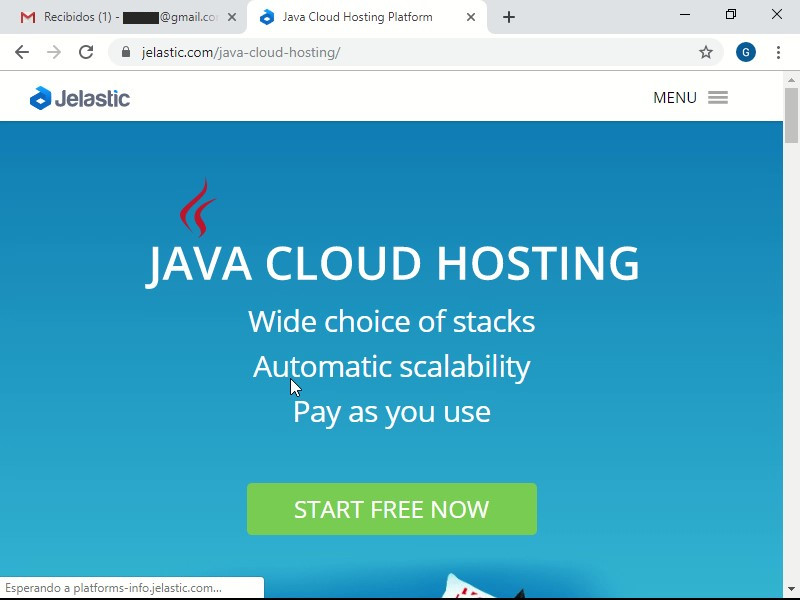 Recibidos (1) - @gmail.co
Java Cloud Hosting Platform
jelastic.com/java-cloud-hosting/
G
Jelastic
MENU
JAVA CLOUD HOSTING
Wide choice of stacks
Automatic scalability
Pay as you use
START FREE NOW
Esperando a platforms-info.jelastic.com...